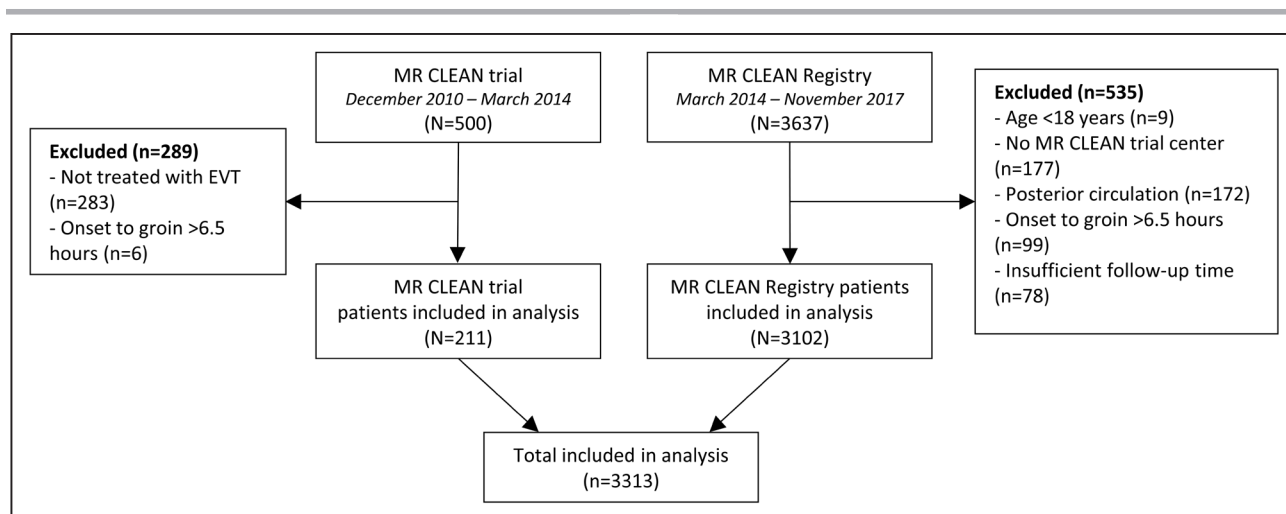 MR CLEAN trial
December 2010 – March 2014
(N=500)
MR CLEAN Registry
March 2014 – November 2017
(N=3637)
Excluded (n=289)
- Not treated with EVT
(n=283)
- Onset to groin >6.5
hours (n=6)
Excluded (n=535)
- Age <18 years (n=9)
- No MR CLEAN trial center
(n=177)
- Posterior circulation (n=172)
- Onset to groin >6.5 hours
(n=99)
- Insufficient follow-up time
(n=78)
MR CLEAN trial
patients included in analysis
(N=211)
MR CLEAN Registry patients
included in analysis
(N=3102)
Total included in analysis
(n=3313)